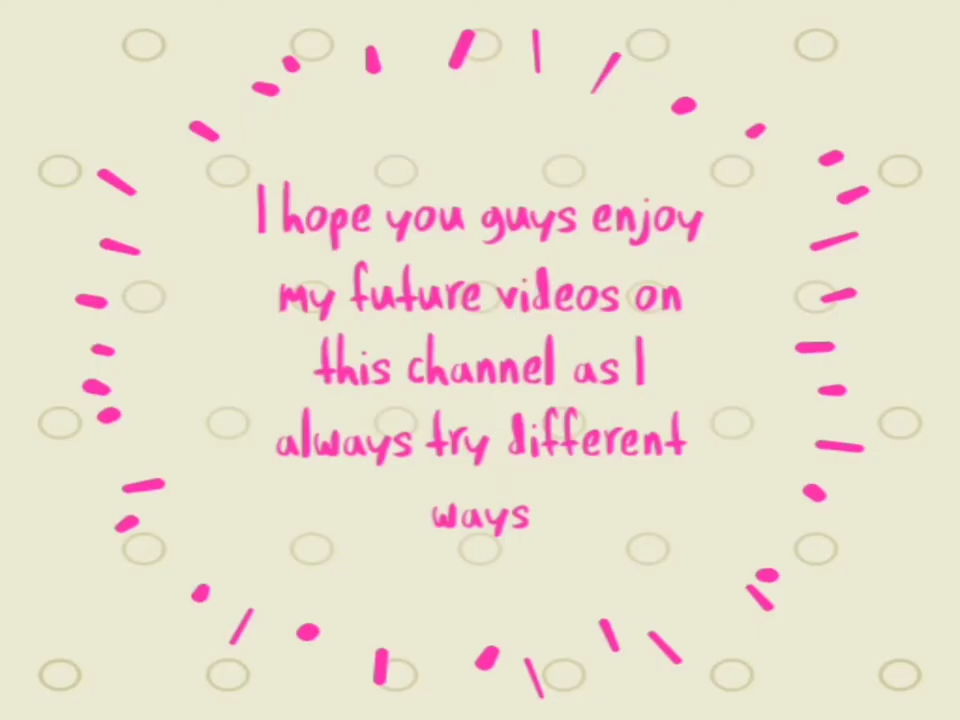 I hope you guys enjoy
my future videos on
this channel as I
always try different
ways